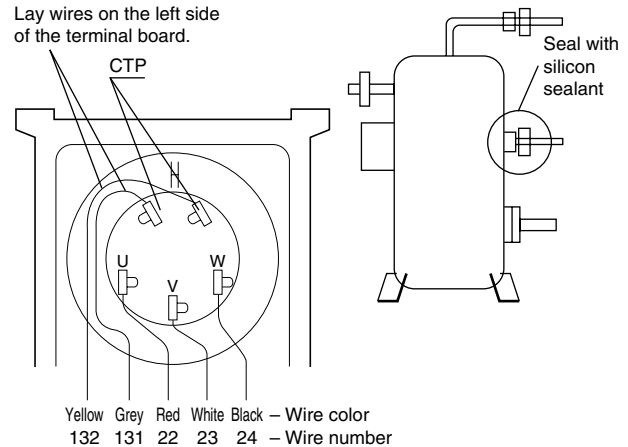 Lay wires on the left side
of the terminal board.
CTP
Seal with
silicon
sealant
U
V
W
Yellow Grey Red White Black – Wire color
132 131 22 23 24 – Wire number